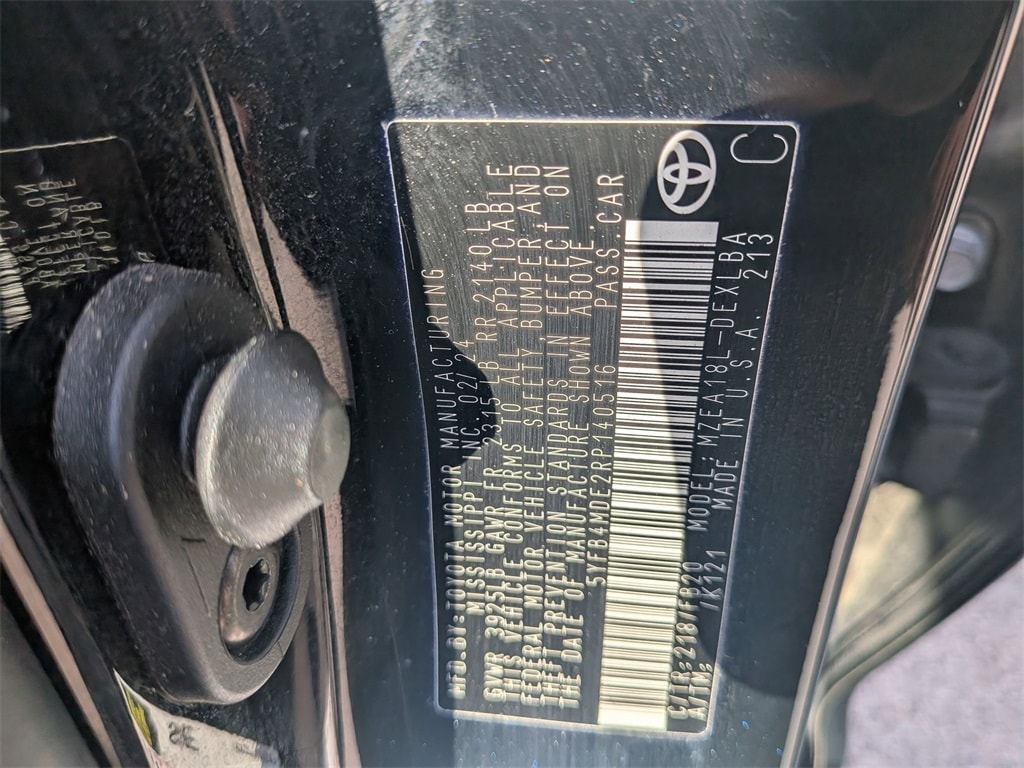 MFD.BY:TOYOTA MOTOR MANUFACTURING
MISSISSIPPI INC. 02/24
GVWR 3925LB GAWR FR 2315LB RR 2140LB
THIS VEHICLE CONFORMS TO ALL APPLICABLE
FEDERAL MOTOR VEHICLE SAFETY, BUMPER, AND
THEFT PREVENTION STANDARDS IN EFFECT ON
THE DATE OF MANUFACTURE SHOWN ABOVE.
5YFB4MDE2RP140516 PASS.CAR
C/TR:218/FB20 MODEL:MZEA18L-DEXLBA
A/TM: /K121 MADE IN U.S.A. 213
C